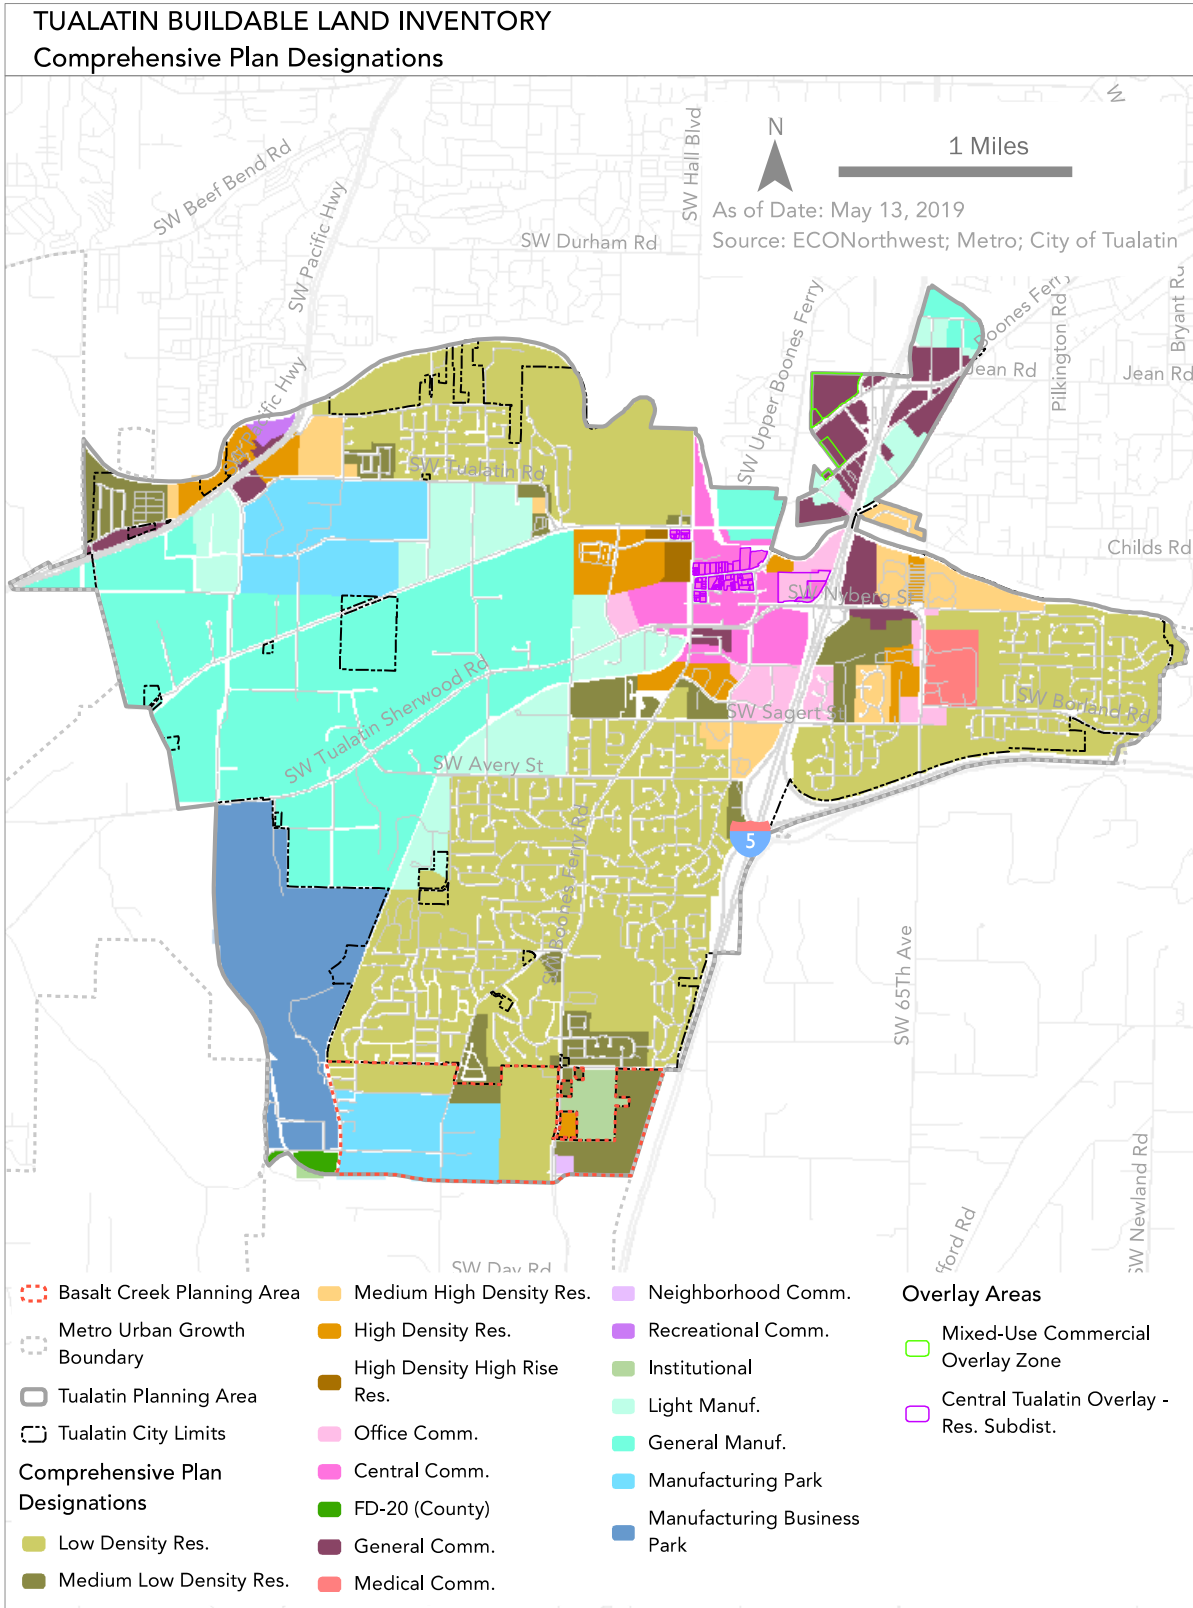 TUALATIN BUILDABLE LAND INVENTORY
Comprehensive Plan Designations
W
N
1 Miles
As of Date: May 13, 2019
Source: ECONorthwest; Metro; City of Tualatin
SW Hall Blvd
SW Beef Bend Rd
SW Pacific Hwy
SW Durham Rd
SW Upper Boones Ferry
Boones Ferry
Pilkington Rd
Bryant Rd
Jean Rd
Jean Rd
cific Hwy
SW Tualatin Rd
Childs Rd
SW Nyberg St
SW Tualatin Sherwood Rd
SW Borland Rd
SW Sagert St
SW Avery St
5
SW Boones Ferry Rd
SW 65Th Ave
SW Newland Rd
fford Rd
SW Day Rd
Basalt Creek Planning Area
Metro Urban Growth
Boundary
Tualatin Planning Area
Tualatin City Limits
Comprehensive Plan
Designations
Low Density Res.
Medium Low Density Res.
Medium High Density Res.
High Density Res.
High Density High Rise
Res.
Office Comm.
Central Comm.
FD-20 (County)
General Comm.
Medical Comm.
Neighborhood Comm.
Recreational Comm.
Institutional
Light Manuf.
General Manuf.
Manufacturing Park
Manufacturing Business
Park
Overlay Areas
Mixed-Use Commercial
Overlay Zone
Central Tualatin Overlay -
Res. Subdist.